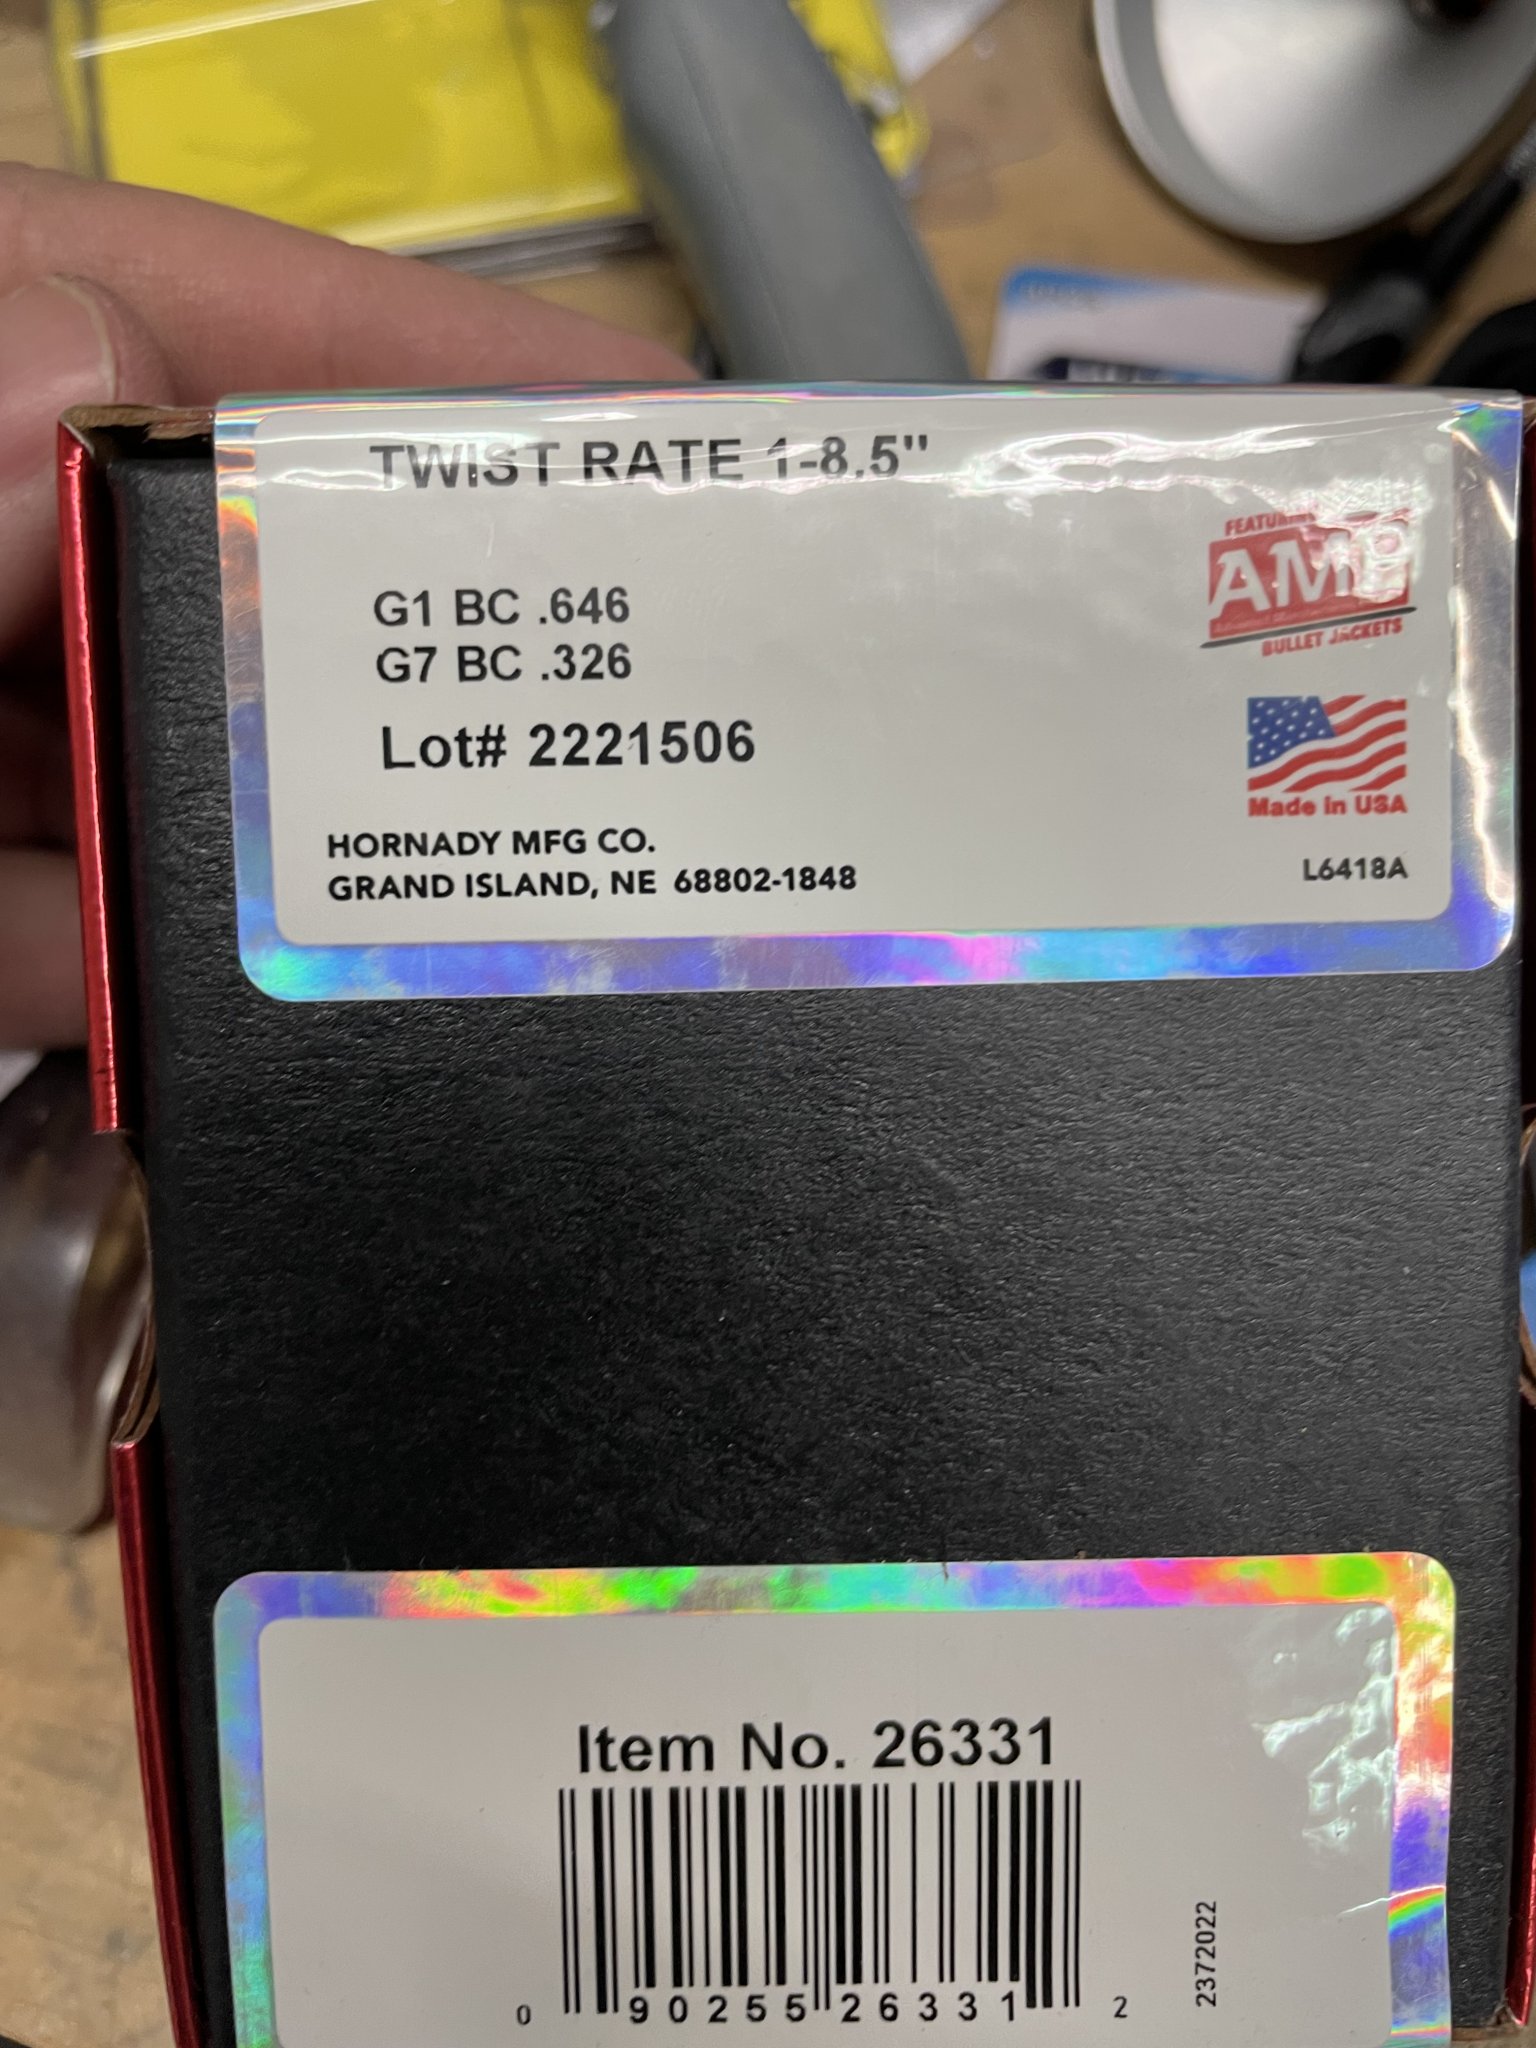 TWIST RATE 1-8.5"
G1 BC .646
G7 BC .326
Lot# 2221506
HORNADY MFG CO.
GRAND ISLAND, NE 68802-1848
FEATURING
AMP
BULLET JACKETS
Made in USA
L6418A
Item No. 26331
0 90255 26331 2
2372022